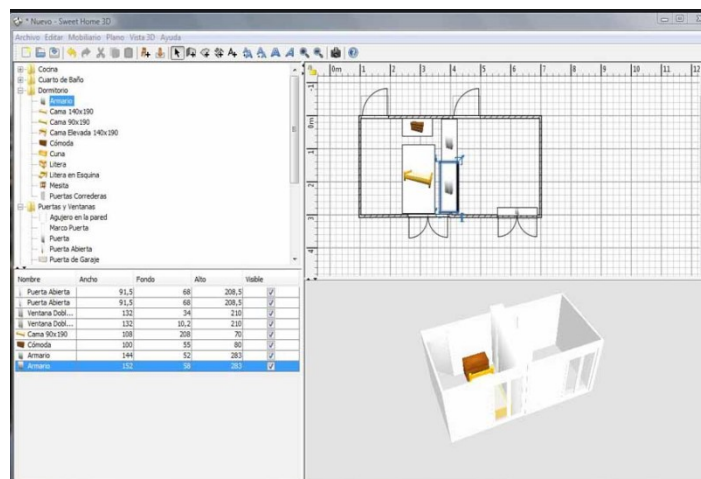 * Nuevo - Sweet Home 3D
Archivo Editar Mobiliario Plano Vista 3D Ayuda
Cocina
Cuarto de Baño
Dormitorio
Armario
Cama 140x190
Cama 90x190
Cama Elevada 140x190
Cómoda
Cuna
Litera
Litera en Esquina
Mesita
Puertas Correderas
Puertas y Ventanas
Agujero en la pared
Marco Puerta
Puerta
Puerta Abierta
Puerta de Garaje
0m 1 2 3 4 5 6 7 8 9 10 11 12
-1
0m
1
2
3
4
Nombre Ancho Fondo Alto Visible
Puerta Abierta 91,5 68 208,5
Puerta Abierta 91,5 68 208,5
Ventana Dobl... 132 34 210
Ventana Dobl... 132 10,2 210
Cama 90x190 108 208 70
Cómoda 100 55 80
Armario 144 52 283
Armario 152 58 283